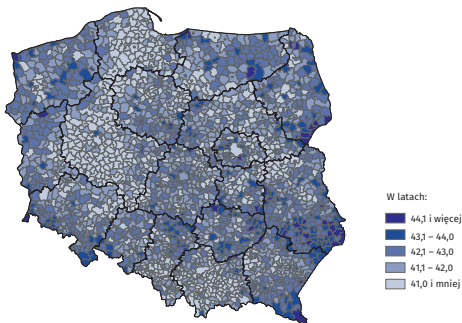 W latach:
44,1 i więcej
43,1 – 44,0
42,1 – 43,0
41,1 – 42,0
41,0 i mniej